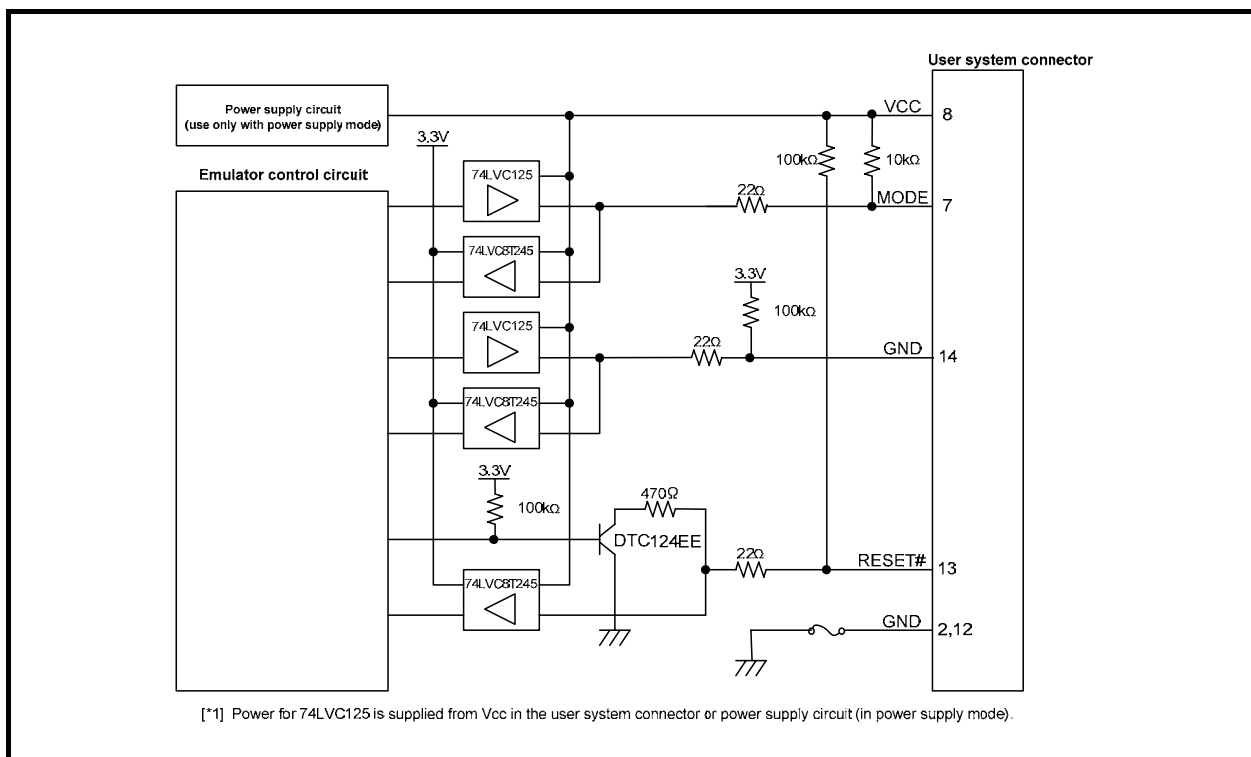 User system connector
Power supply circuit
(use only with power supply mode)
VCC
8
3.3V
100kΩ
10kΩ
Emulator control circuit
74LVC125
22Ω
MODE
7
74LVC8T245
3.3V
100kΩ
74LVC125
22Ω
GND
14
74LVC8T245
3.3V
100kΩ
470Ω
DTC124EE
22Ω
RESET#
13
74LVC8T245
GND
2,12
[*1] Power for 74LVC125 is supplied from Vcc in the user system connector or power supply circuit (in power supply mode).